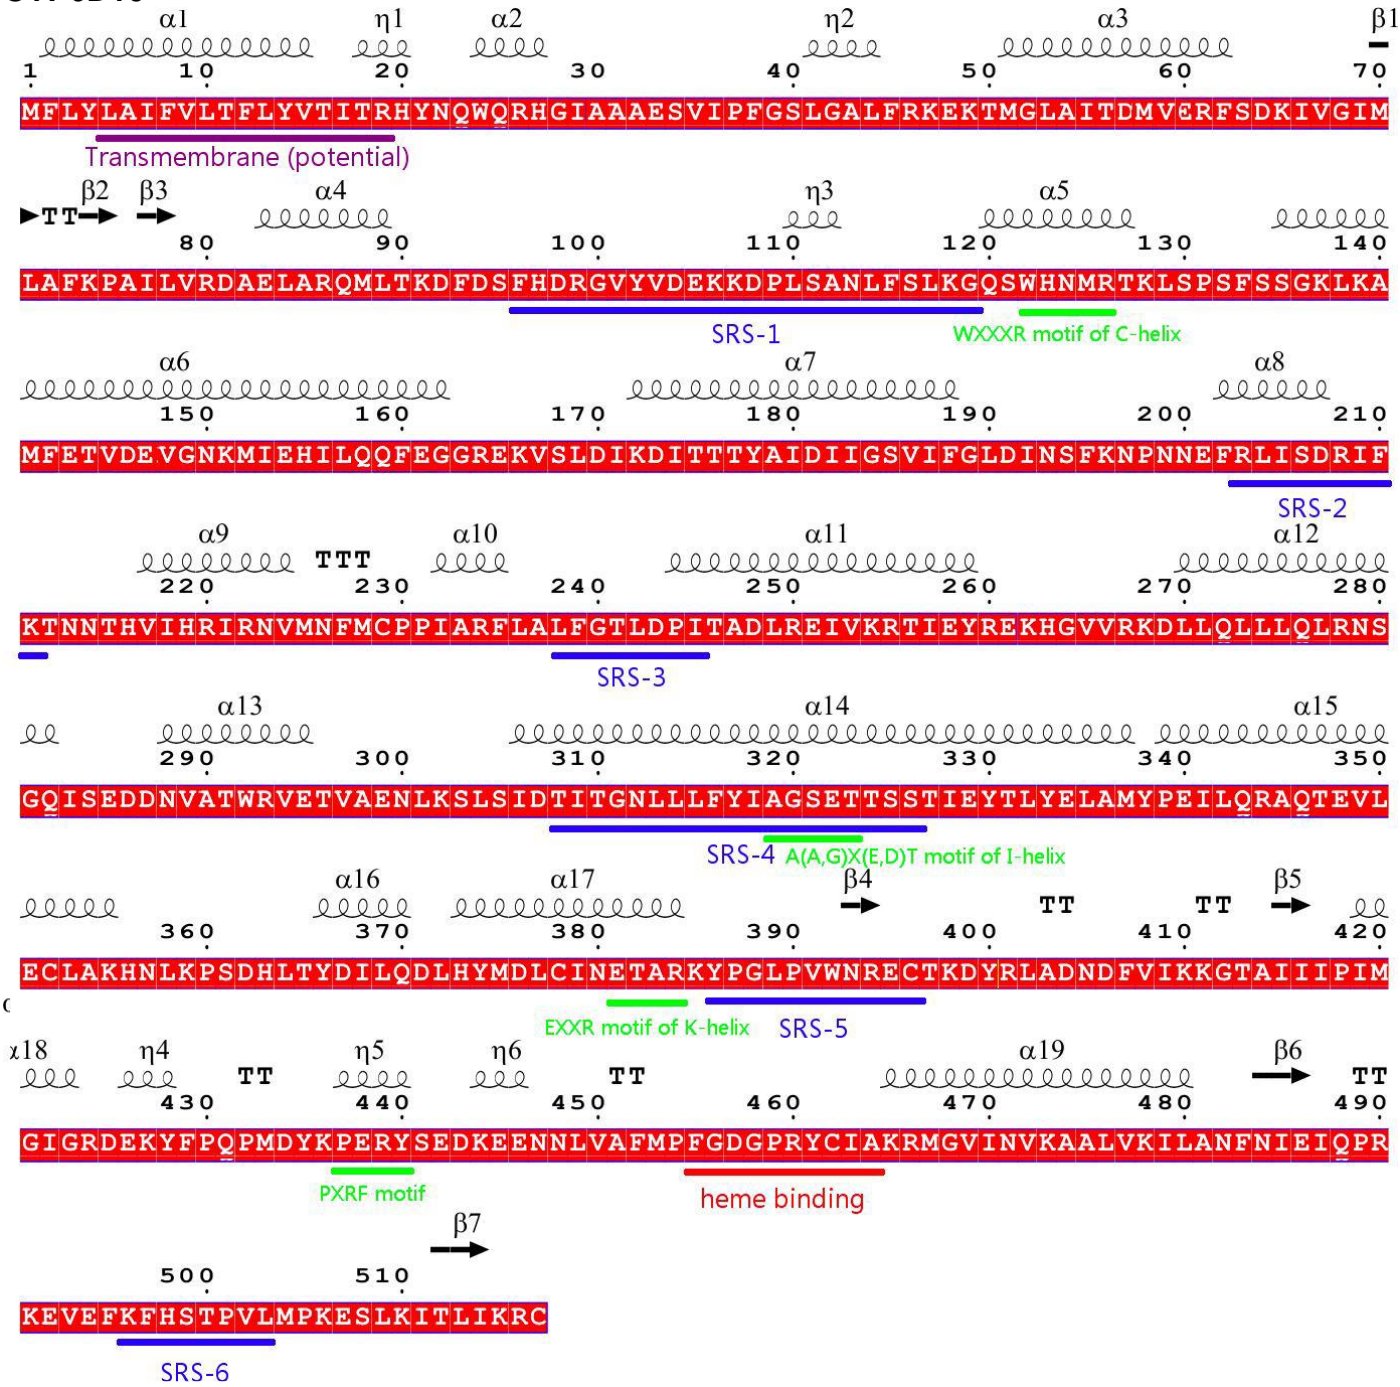 α1 η1 α2 η2 α3 β1
1 10 20 30 40 50 60 70
MFLYLAIFVLTFLYVTITRHYNQWQRHGIAAAESVIPFGSLGALFRKEKTMGLAITDMVERFSDKIVGIM
Transmembrane (potential)
TT β2 β3 α4 η3 α5
80 90 100 110 120 130 140
LAFKPAILVRDAELARQMLTKDFDSFHDRGVYVDEKKDPLSANLFSLKGQSWHNMRTKLSPSFSSGKLKA
SRS-1 WXXXR motif of C-helix
α6 α7 α8
150 160 170 180 190 200 210
MFETVDEVGNKMIEHILQQFEGGREKVSLDIKDITTTYAIDIIGSVIFGLDINSFKNPNNEFRLISDRIF
SRS-2
α9 TTT α10 α11 α12
220 230 240 250 260 270 280
KTNNTHVIHRIRNVMNFMCPPIARFLALFGTLDPITADLREIVKRTIEYREKHGVVRKDLLQLLLQLRNS
SRS-3
α13 α14 α15
290 300 310 320 330 340 350
GQISEDDNVATWRVETVAENLKSLSIDTITGNLLLFYIAGSETTSSTIEYTLYELAMYPEILQRAQTEVL
SRS-4 A(A,G)X(E,D)T motif of I-helix
α16 α17 β4 TT TT β5
360 370 380 390 400 410 420
ECLAKHNLKPSDHLTYDILQDLHYMDLCINETARKYPGLPVWNRECTKDYRLADNDFVIKKGTAIIIPIM
EXXR motif of K-helix SRS-5
α18 η4 TT η5 η6 TT α19 β6 TT
430 440 450 460 470 480 490
GIGRDEKYFPQPMDYKPERYSEDKEENNLVAFMPFGDGPRYCIAKRMGVINVKAALVKILANFNIEIQPR
PXRF motif heme binding
β7
500 510
KEVEFKFHSTPVLMPKESLKITLIKRC
SRS-6